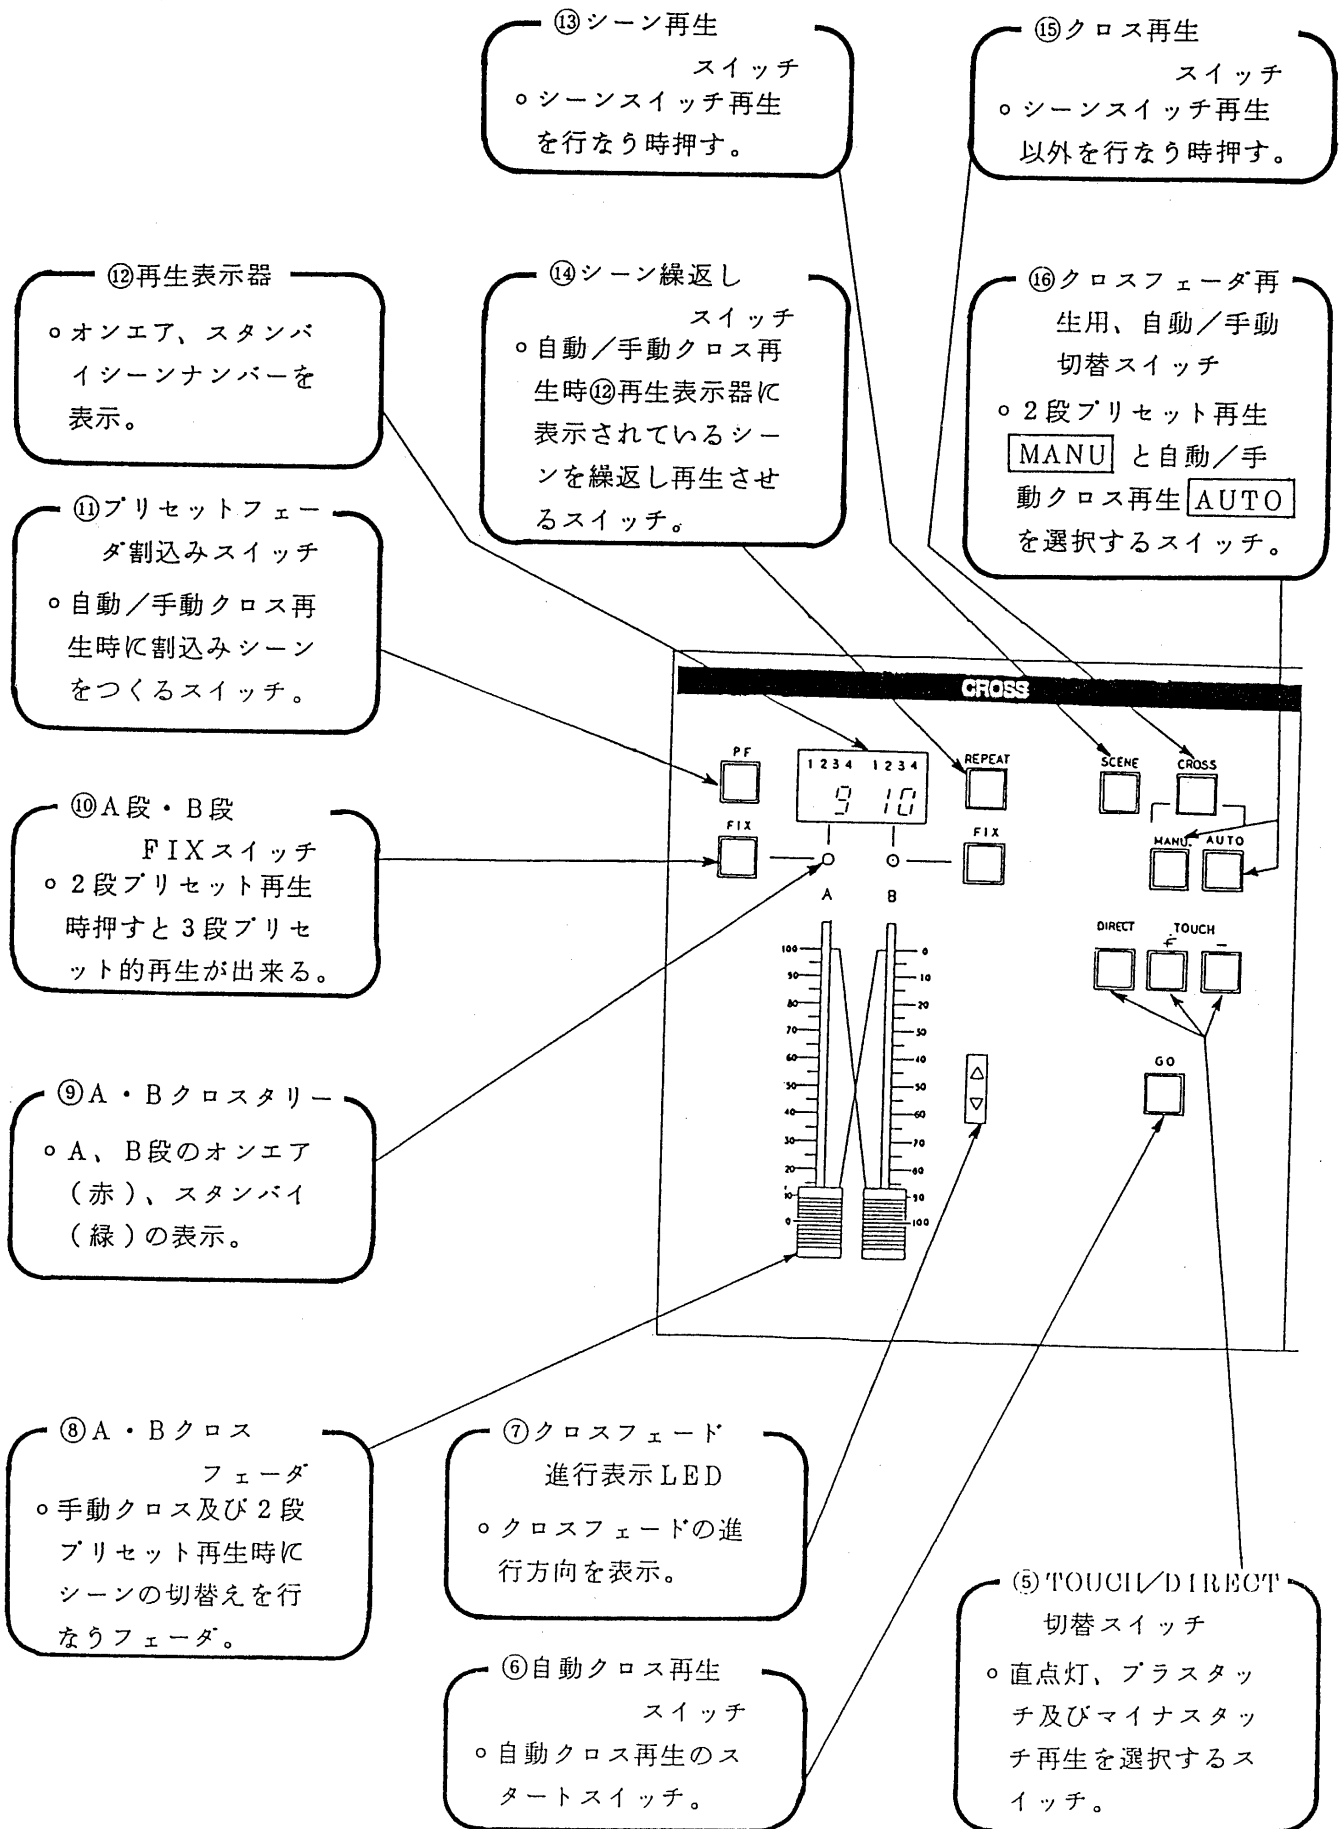 ⑬シーン再生
スイッチ
○シーンスイッチ再生
を行なう時押す。
⑮クロス再生
スイッチ
○シーンスイッチ再生
以外を行なう時押す。
⑫再生表示器
○オンエア、スタンバ
イシーンナンバーを
表示。
⑭シーン繰返し
スイッチ
○自動／手動クロス再
生時⑫再生表示器に
表示されているシー
ンを繰返し再生させ
るスイッチ。
⑯クロスフェーダ再
生用、自動／手動
切替スイッチ
○2段プリセット再生
MANU と自動／手
動クロス再生 AUTO
を選択するスイッチ。
⑪プリセットフェー
ダ割込みスイッチ
○自動／手動クロス再
生時に割込みシーン
をつくるスイッチ。
⑩A段・B段
FIXスイッチ
○2段プリセット再生
時押すと3段プリセ
ット的再生が出来る。
⑨A・Bクロスタリー
○A、B段のオンエア
（赤）、スタンバイ
（緑）の表示。
CROSS
PF
1 2 3 4 1 2 3 4
9 10
REPEAT
SCENE
CROSS
FIX
FIX
MANU.
AUTO
A
B
DIRECT
TOUCH
+
-
100
90
80
70
60
50
40
30
20
10
0
0
10
20
30
40
50
60
70
80
90
100
△
▽
GO
⑧A・Bクロス
フェーダ
○手動クロス及び2段
プリセット再生時に
シーンの切替えを行
なうフェーダ。
⑦クロスフェード
進行表示LED
○クロスフェードの進
行方向を表示。
⑥自動クロス再生
スイッチ
○自動クロス再生のス
タートスイッチ。
⑤TOUCH/DIRECT
切替スイッチ
○直点灯、プラスタッ
チ及びマイナスタッ
チ再生を選択するス
イッチ。